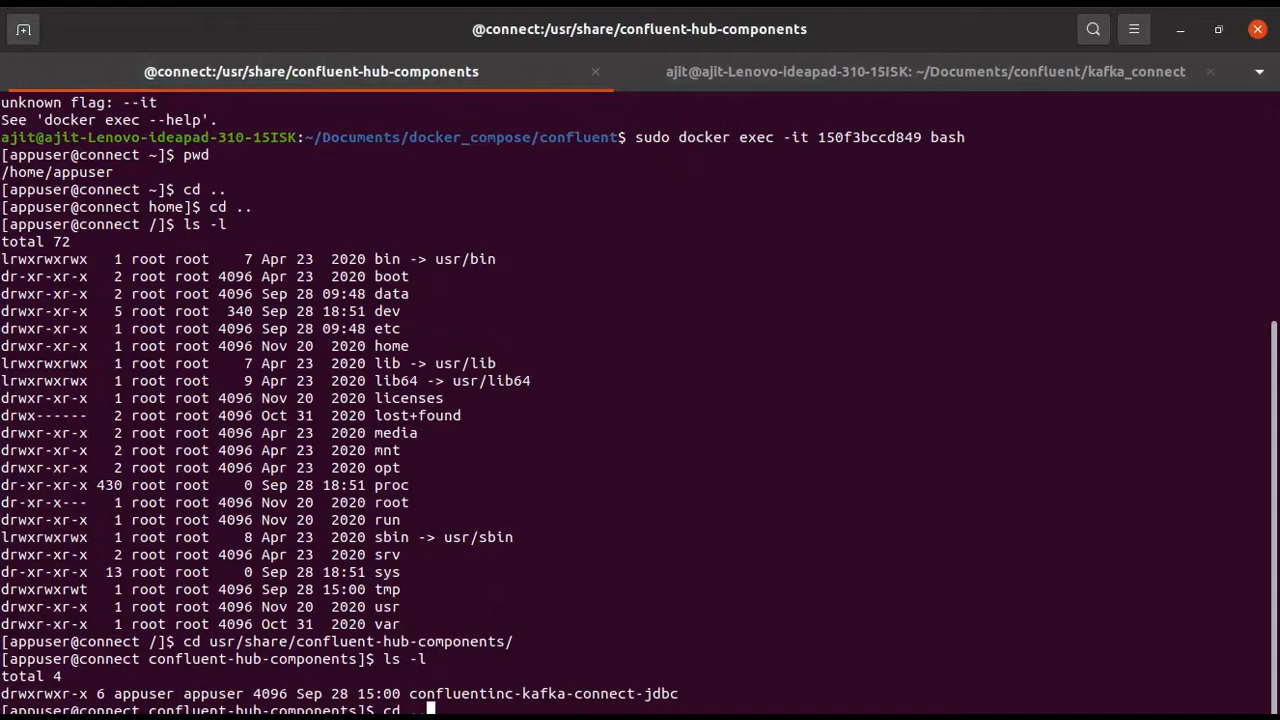 @connect:/usr/share/confluent-hub-components
@connect:/usr/share/confluent-hub-components
ajit@ajit-Lenovo-ideapad-310-15ISK: ~/Documents/confluent/kafka_connect
unknown flag: --it
See 'docker exec --help'.
ajit@ajit-Lenovo-ideapad-310-15ISK:~/Documents/docker_compose/confluent$ sudo docker exec -it 150f3bccd849 bash
[appuser@connect ~]$ pwd
/home/appuser
[appuser@connect ~]$ cd ..
[appuser@connect home]$ cd ..
[appuser@connect /]$ ls -l
total 72
lrwxrwxrwx   1 root root    7 Apr 23  2020 bin -> usr/bin
dr-xr-xr-x   2 root root 4096 Apr 23  2020 boot
drwxr-xr-x   2 root root 4096 Sep 28 09:48 data
drwxr-xr-x   5 root root  340 Sep 28 18:51 dev
drwxr-xr-x   1 root root 4096 Sep 28 09:48 etc
drwxr-xr-x   1 root root 4096 Nov 20  2020 home
lrwxrwxrwx   1 root root    7 Apr 23  2020 lib -> usr/lib
lrwxrwxrwx   1 root root    9 Apr 23  2020 lib64 -> usr/lib64
drwxr-xr-x   1 root root 4096 Nov 20  2020 licenses
drwx------   2 root root 4096 Oct 31  2020 lost+found
drwxr-xr-x   2 root root 4096 Apr 23  2020 media
drwxr-xr-x   2 root root 4096 Apr 23  2020 mnt
drwxr-xr-x   2 root root 4096 Apr 23  2020 opt
dr-xr-xr-x 430 root root    0 Sep 28 18:51 proc
dr-xr-x---   1 root root 4096 Nov 20  2020 root
drwxr-xr-x   1 root root 4096 Nov 20  2020 run
lrwxrwxrwx   1 root root    8 Apr 23  2020 sbin -> usr/sbin
drwxr-xr-x   2 root root 4096 Apr 23  2020 srv
dr-xr-xr-x  13 root root    0 Sep 28 18:51 sys
drwxrwxrwt   1 root root 4096 Sep 28 15:00 tmp
drwxr-xr-x   1 root root 4096 Nov 20  2020 usr
drwxr-xr-x   1 root root 4096 Oct 31  2020 var
[appuser@connect /]$ cd usr/share/confluent-hub-components/
[appuser@connect confluent-hub-components]$ ls -l
total 4
drwxrwxr-x 6 appuser appuser 4096 Sep 28 15:00 confluentinc-kafka-connect-jdbc
[appuser@connect confluent-hub-components]$ cd ..